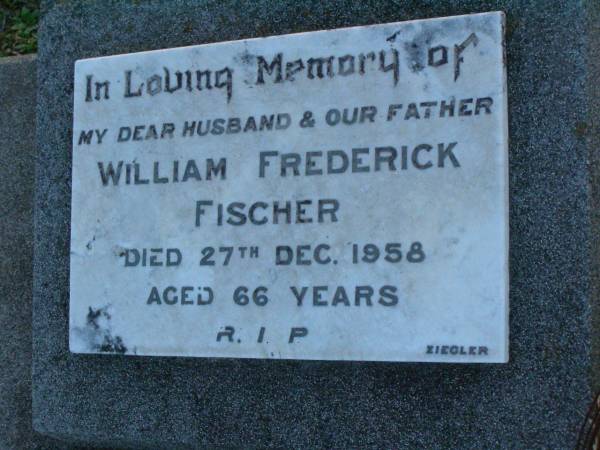 In Loving Memory of
MY DEAR HUSBAND & OUR FATHER
WILLIAM FREDERICK
FISCHER
DIED 27TH DEC. 1958
AGED 66 YEARS
R. I. P
ZIEGLER